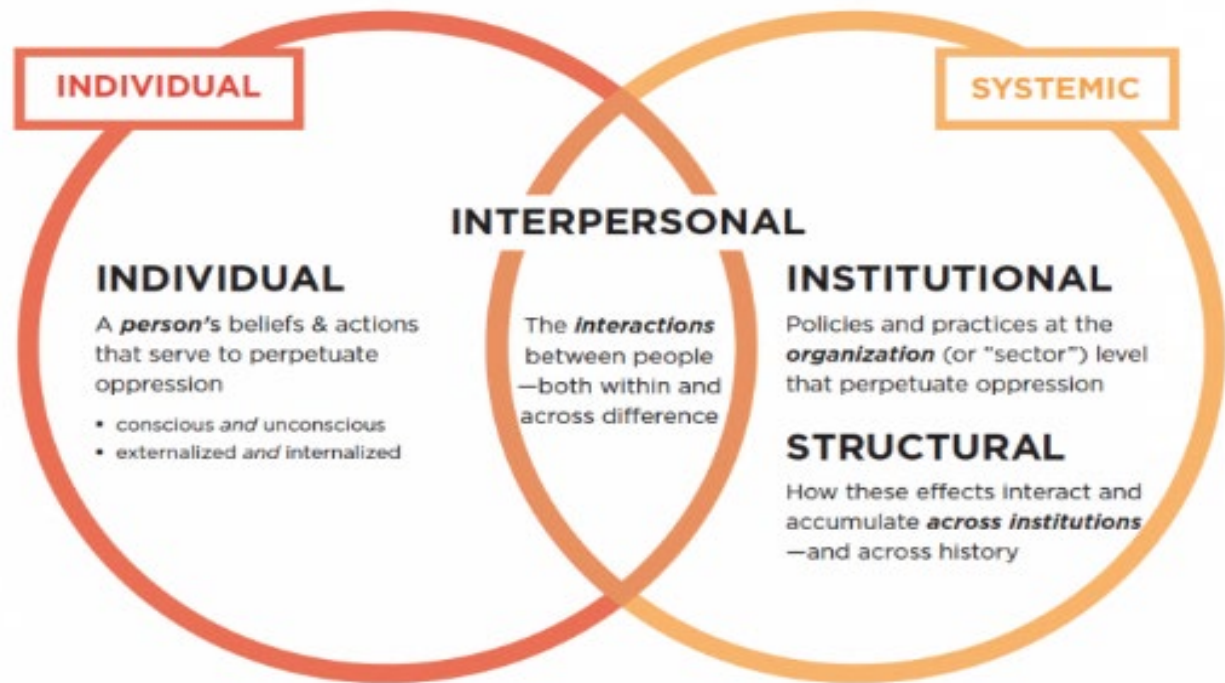 INDIVIDUAL
SYSTEMIC
INTERPERSONAL
INDIVIDUAL
A person's beliefs & actions
that serve to perpetuate
oppression
• conscious and unconscious
• externalized and internalized
The interactions
between people
—both within and
across difference
INSTITUTIONAL
Policies and practices at the
organization (or "sector") level
that perpetuate oppression
STRUCTURAL
How these effects interact and
accumulate across institutions
—and across history